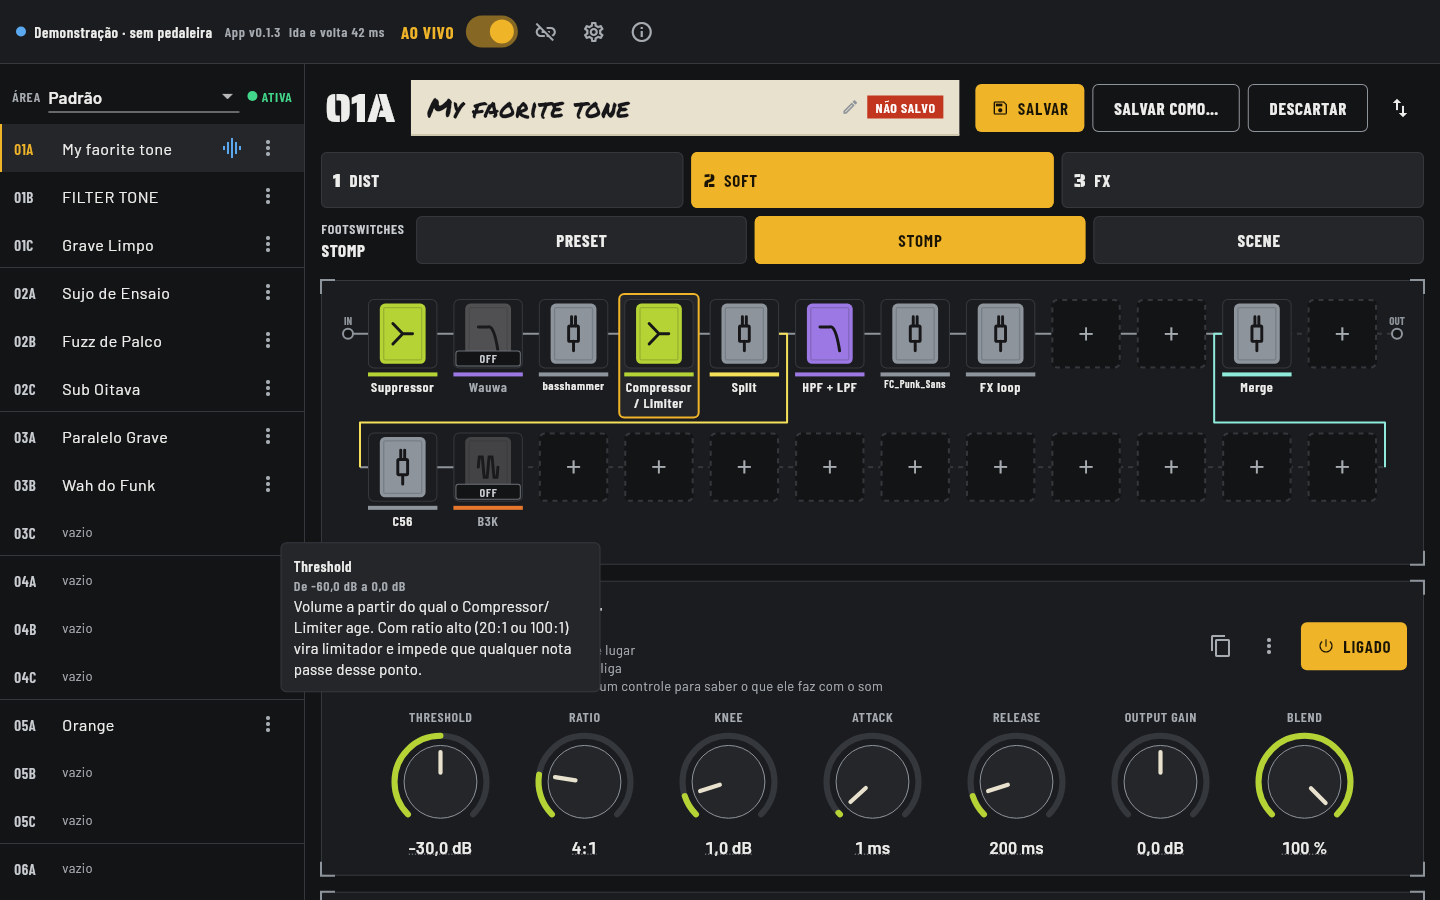 Demonstração · sem pedaleira App v0.1.3 Ida e volta 42 ms AO VIVO
ÁREA Padrão ATIVA
01A My faorite tone
01B FILTER TONE
01C Grave Limpo
02A Sujo de Ensaio
02B Fuzz de Palco
02C Sub Oitava
03A Paralelo Grave
03B Wah do Funk
03C vazio
04A vazio
04B vazio
04C vazio
05A Orange
05B vazio
05C vazio
06A vazio
01A My faorite tone NÃO SALVO SALVAR SALVAR COMO... DESCARTAR
1 DIST 2 SOFT 3 FX
FOOTSWITCHES
STOMP PRESET STOMP SCENE
IN OUT
OFF
Suppressor Wauwa basshammer Compressor / Limiter Split HPF + LPF FC_Punk_Sans FX loop Merge
OFF
C56 B3K
Threshold
De -60,0 dB a 0,0 dB
Volume a partir do qual o Compressor/
Limiter age. Com ratio alto (20:1 ou 100:1)
vira limitador e impede que qualquer nota
passe desse ponto.
lugar
liga
um controle para saber o que ele faz com o som
LIGADO
THRESHOLD RATIO KNEE ATTACK RELEASE OUTPUT GAIN BLEND
-30,0 dB 4:1 1,0 dB 1 ms 200 ms 0,0 dB 100 %